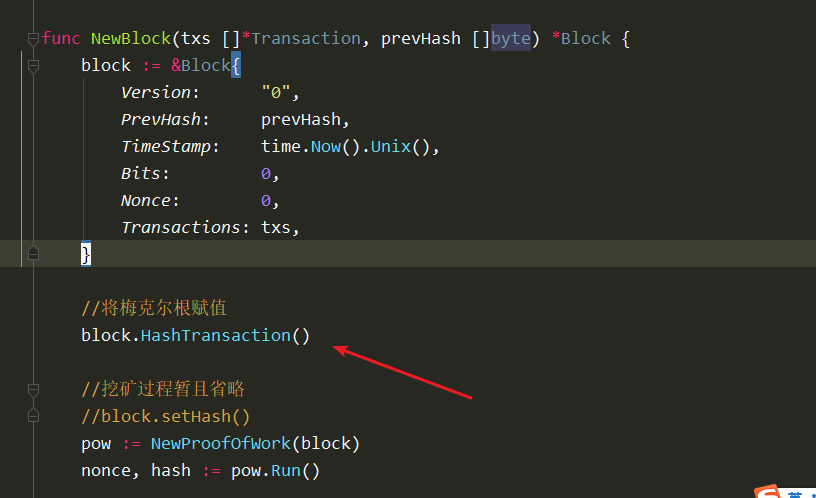 func NewBlock(txs []*Transaction, prevHash []byte) *Block {
block := &Block{
Version: "0",
PrevHash: prevHash,
TimeStamp: time.Now().Unix(),
Bits: 0,
Nonce: 0,
Transactions: txs,
}
//将梅克尔根赋值
block.HashTransaction()
//挖矿过程暂且省略
//block.setHash()
pow := NewProofOfWork(block)
nonce, hash := pow.Run()